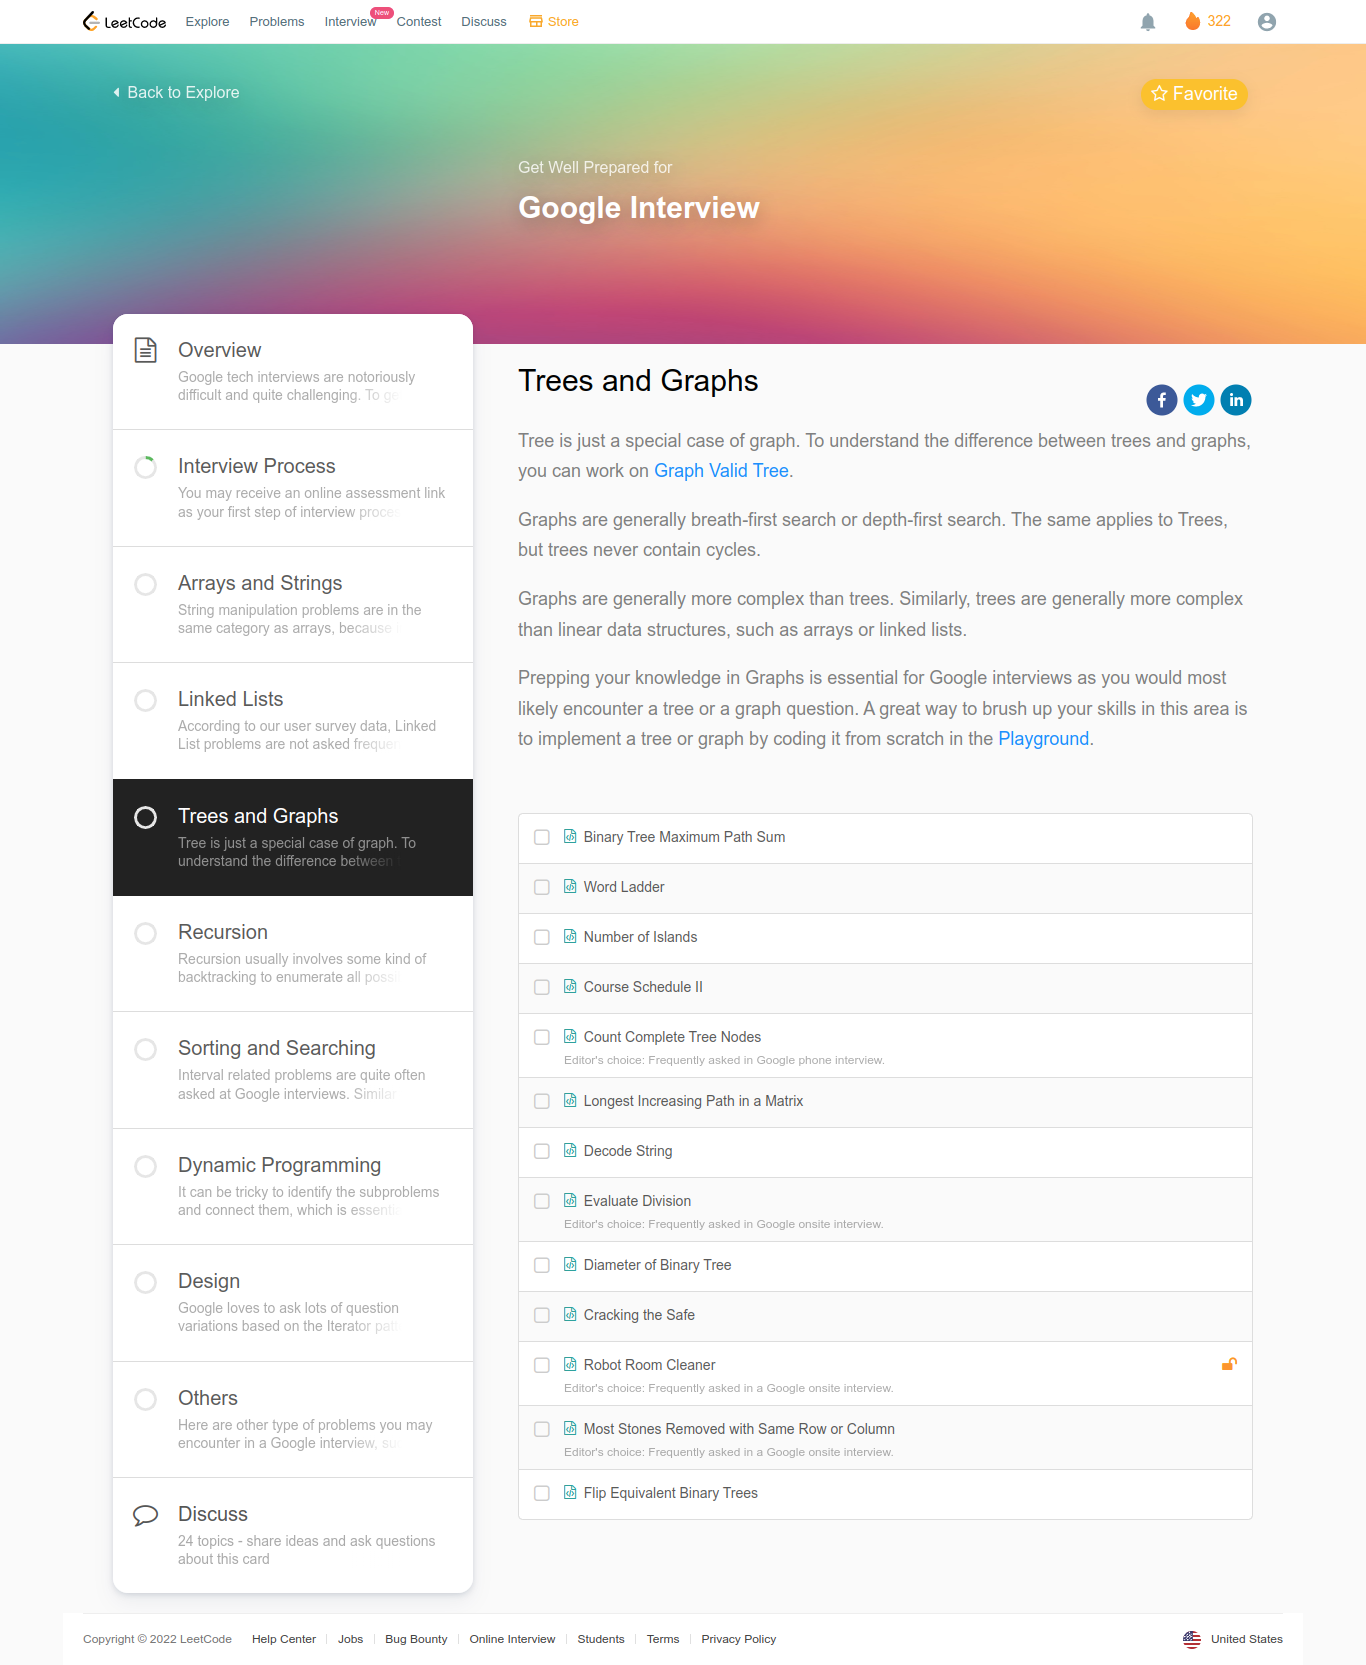 LeetCode Explore Problems Interview New Contest Discuss Store 322
Back to Explore
Favorite
Get Well Prepared for
Google Interview
Overview
Google tech interviews are notoriously
difficult and quite challenging. To ge
Interview Process
You may receive an online assessment link
as your first step of interview proce
Arrays and Strings
String manipulation problems are in the
same category as arrays, because
Linked Lists
According to our user survey data, Linked
List problems are not asked freque
Trees and Graphs
Tree is just a special case of graph. To
understand the difference between
Recursion
Recursion usually involves some kind of
backtracking to enumerate all poss
Sorting and Searching
Interval related problems are quite often
asked at Google interviews. Similar
Dynamic Programming
It can be tricky to identify the subproblems
and connect them, which is essenti
Design
Google loves to ask lots of question
variations based on the Iterator pat
Others
Here are other type of problems you may
encounter in a Google interview, su
Discuss
24 topics - share ideas and ask questions
about this card
Trees and Graphs
Tree is just a special case of graph. To understand the difference between trees and graphs,
you can work on Graph Valid Tree.
Graphs are generally breath-first search or depth-first search. The same applies to Trees,
but trees never contain cycles.
Graphs are generally more complex than trees. Similarly, trees are generally more complex
than linear data structures, such as arrays or linked lists.
Prepping your knowledge in Graphs is essential for Google interviews as you would most
likely encounter a tree or a graph question. A great way to brush up your skills in this area is
to implement a tree or graph by coding it from scratch in the Playground.
Binary Tree Maximum Path Sum
Word Ladder
Number of Islands
Course Schedule II
Count Complete Tree Nodes
Editor's choice: Frequently asked in Google phone interview.
Longest Increasing Path in a Matrix
Decode String
Evaluate Division
Editor's choice: Frequently asked in Google onsite interview.
Diameter of Binary Tree
Cracking the Safe
Robot Room Cleaner
Editor's choice: Frequently asked in a Google onsite interview.
Most Stones Removed with Same Row or Column
Editor's choice: Frequently asked in a Google onsite interview.
Flip Equivalent Binary Trees
Copyright © 2022 LeetCode Help Center Jobs Bug Bounty Online Interview Students Terms Privacy Policy United States